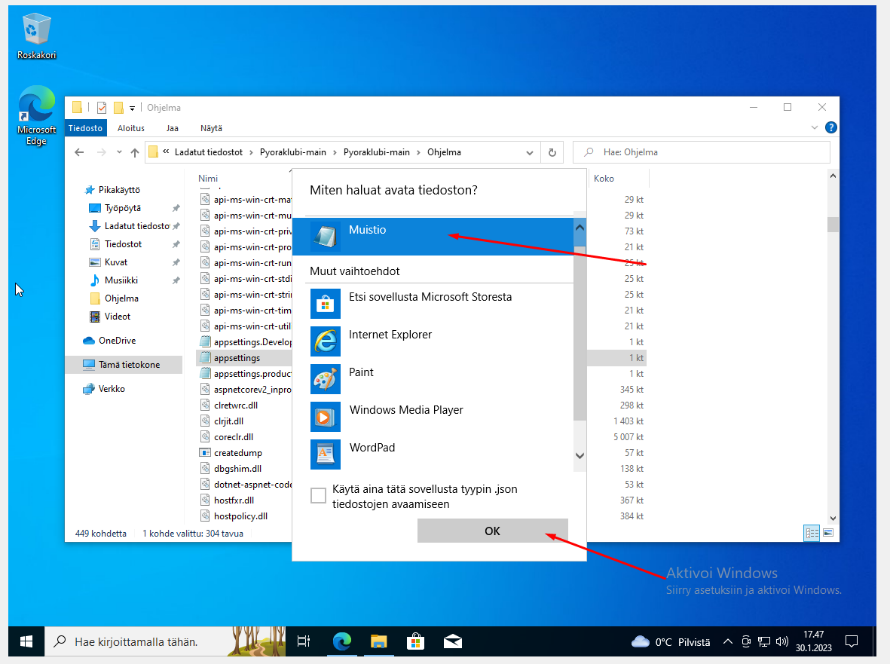 Roskakori
Microsoft
Edge
Ohjelma
Tiedosto
Aloitus
Jaa
Näytä
« Ladatut tiedostot › Pyoraklubi-main › Pyoraklubi-main › Ohjelma
Hae: Ohjelma
Pikakäyttö
Työpöytä
Ladatut tiedosto
Tiedostot
Kuvat
Musiikki
Ohjelma
Videot
OneDrive
Tämä tietokone
Verkko
Nimi
Koko
api-ms-win-crt-ma 29 kt
api-ms-win-crt-mu 29 kt
api-ms-win-crt-priv 73 kt
api-ms-win-crt-pro 21 kt
api-ms-win-crt-run 25 kt
api-ms-win-crt-stdi 25 kt
api-ms-win-crt-strin 25 kt
api-ms-win-crt-tim 21 kt
api-ms-win-crt-util 21 kt
appsettings.Develop 1 kt
appsettings 1 kt
appsettings.product 1 kt
aspnetcorev2_inpro 345 kt
clretwrc.dll 298 kt
clrjit.dll 1 403 kt
coreclr.dll 5 007 kt
createdump 57 kt
dbgshim.dll 138 kt
dotnet-aspnet-code 53 kt
hostfxr.dll 367 kt
hostpolicy.dll 384 kt
449 kohdetta 1 kohde valittu: 304 tavua
Miten haluat avata tiedoston?
Muistio
Muut vaihtoehdot
Etsi sovellusta Microsoft Storesta
Internet Explorer
Paint
Windows Media Player
WordPad
Käytä aina tätä sovellusta tyypin .json
tiedostojen avaamiseen
OK
Aktivoi Windows
Siirry asetuksiin ja aktivoi Windows.
Hae kirjoittamalla tähän.
0°C Pilvistä
17.47
30.1.2023